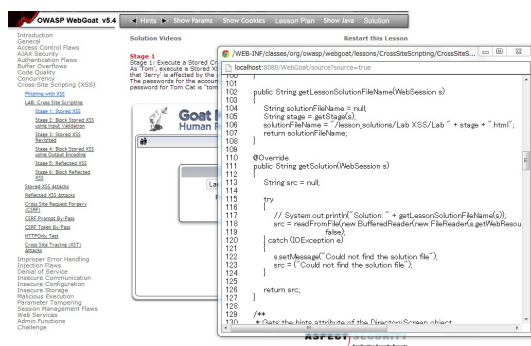 OWASP WebGoat v5.4
Hints Show Params Show Cookies Lesson Plan Show Java Solution
Introduction
General
Access Control Flaws
AJAX Security
Authentication Flaws
Buffer Overflows
Code Quality
Concurrency
Cross-Site Scripting (XSS)
Phishing with XSS
LAB: Cross Site Scripting
Stage 1: Stored XSS
Stage 2: Block Stored XSS using Input Validation
Stage 3: Stored XSS Revisited
Stage 4: Block Stored XSS using Output Encoding
Stage 5: Reflected XSS
Stage 6: Block Reflected XSS
Stored XSS Attacks
Reflected XSS Attacks
Cross Site Request Forgery (CSRF)
CSRF Prompt By-Pass
CSRF Token By-Pass
HTTPOnly Test
Cross Site Tracing (XST) Attacks
Improper Error Handling
Injection Flaws
Denial of Service
Insecure Communication
Insecure Configuration
Insecure Storage
Malicious Execution
Parameter Tampering
Session Management Flaws
Web Services
Admin Functions
Challenge
Solution Videos
Restart this Lesson
Stage 1
Stage 1: Execute a Stored Cr
As 'Tom', execute a Stored XS
that 'Jerry' is affected by the
The passwords for the account
password for Tom Cat is "tom
Goat
Human
/WEB-INF/classes/org/owasp/webgoat/lessons/CrossSiteScripting/CrossSiteS...
localhost:8080/WebGoat/source?source=true
100 }
101
102 public String getLessonSolutionFileName(WebSession s)
103 {
104 String solutionFileName = null;
105 String stage = getStage(s);
106 solutionFileName = "/lesson_solutions/Lab XSS/Lab " + stage + ".html";
107 return solutionFileName;
108 }
109
110 @Override
111 public String getSolution(WebSession s)
112 {
113 String src = null;
114
115 try
116 {
117 // System.out.println("Solution: " + getLessonSolutionFileName(s));
118 src = readFromFile(new BufferedReader(new FileReader(s.getWebResou
119 false);
120 } catch (IOException e)
121 {
122 s.setMessage("Could not find the solution file");
123 src = ("Could not find the solution file");
124 }
125
126 return src;
127 }
128
129 /**
130 * Gets the hints attribute of the DirectoryScreen object
ASPECT SECURITY